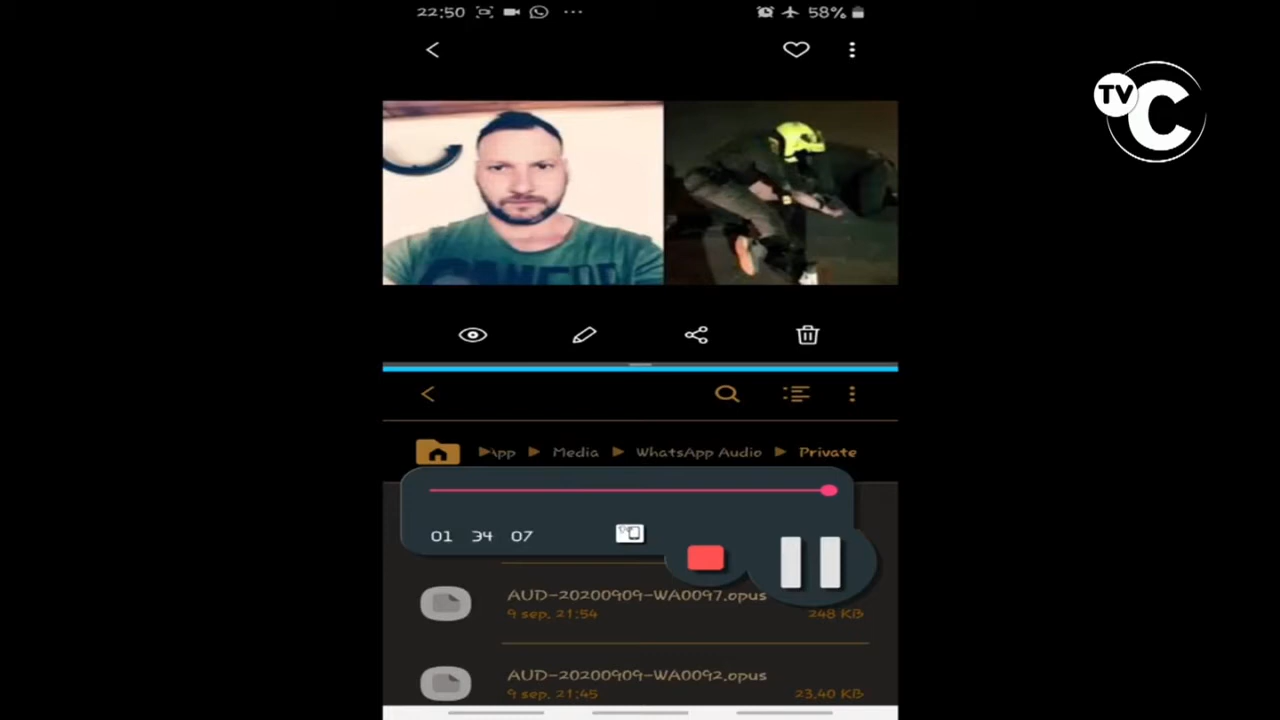 22:50
58%
TV C
App Media WhatsApp Audio Private
01 34 07
AUD-20200909-WA0097.opus
9 sep. 21:54 248 KB
AUD-20200909-WA0092.opus
9 sep. 21:45 23,40 KB